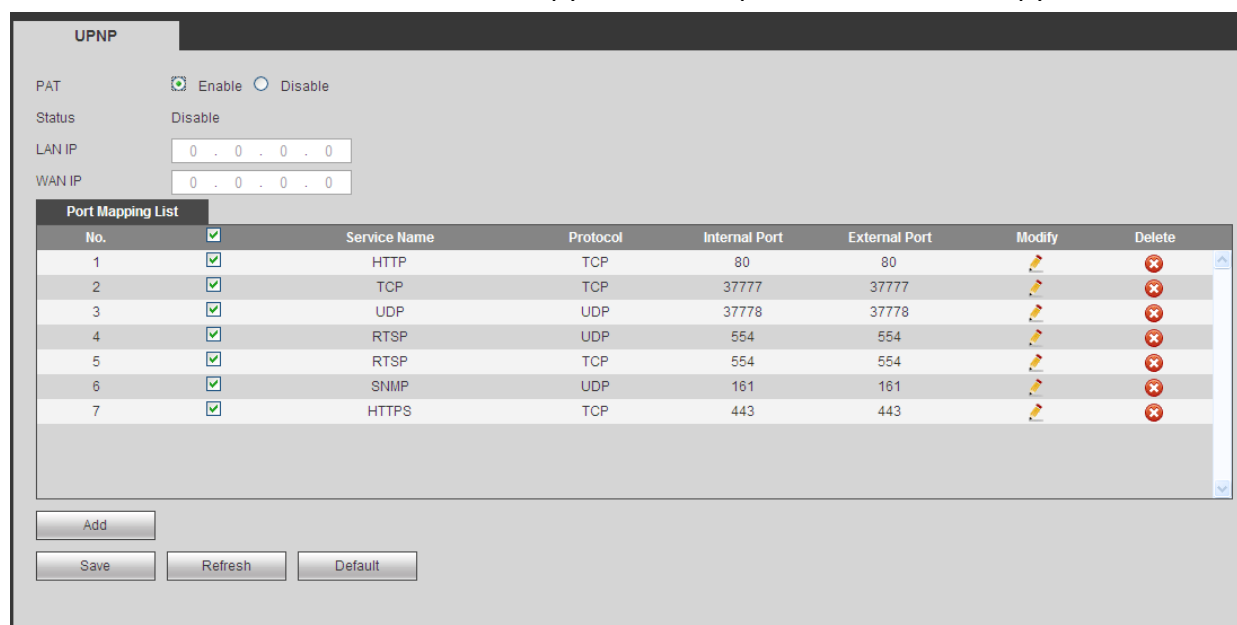 UPNP
PAT Enable Disable
Status Disable
LAN IP 0 . 0 . 0 . 0
WAN IP 0 . 0 . 0 . 0
Port Mapping List
No. Service Name Protocol Internal Port External Port Modify Delete
1 HTTP TCP 80 80
2 TCP TCP 37777 37777
3 UDP UDP 37778 37778
4 RTSP UDP 554 554
5 RTSP TCP 554 554
6 SNMP UDP 161 161
7 HTTPS TCP 443 443
Add
Save Refresh Default